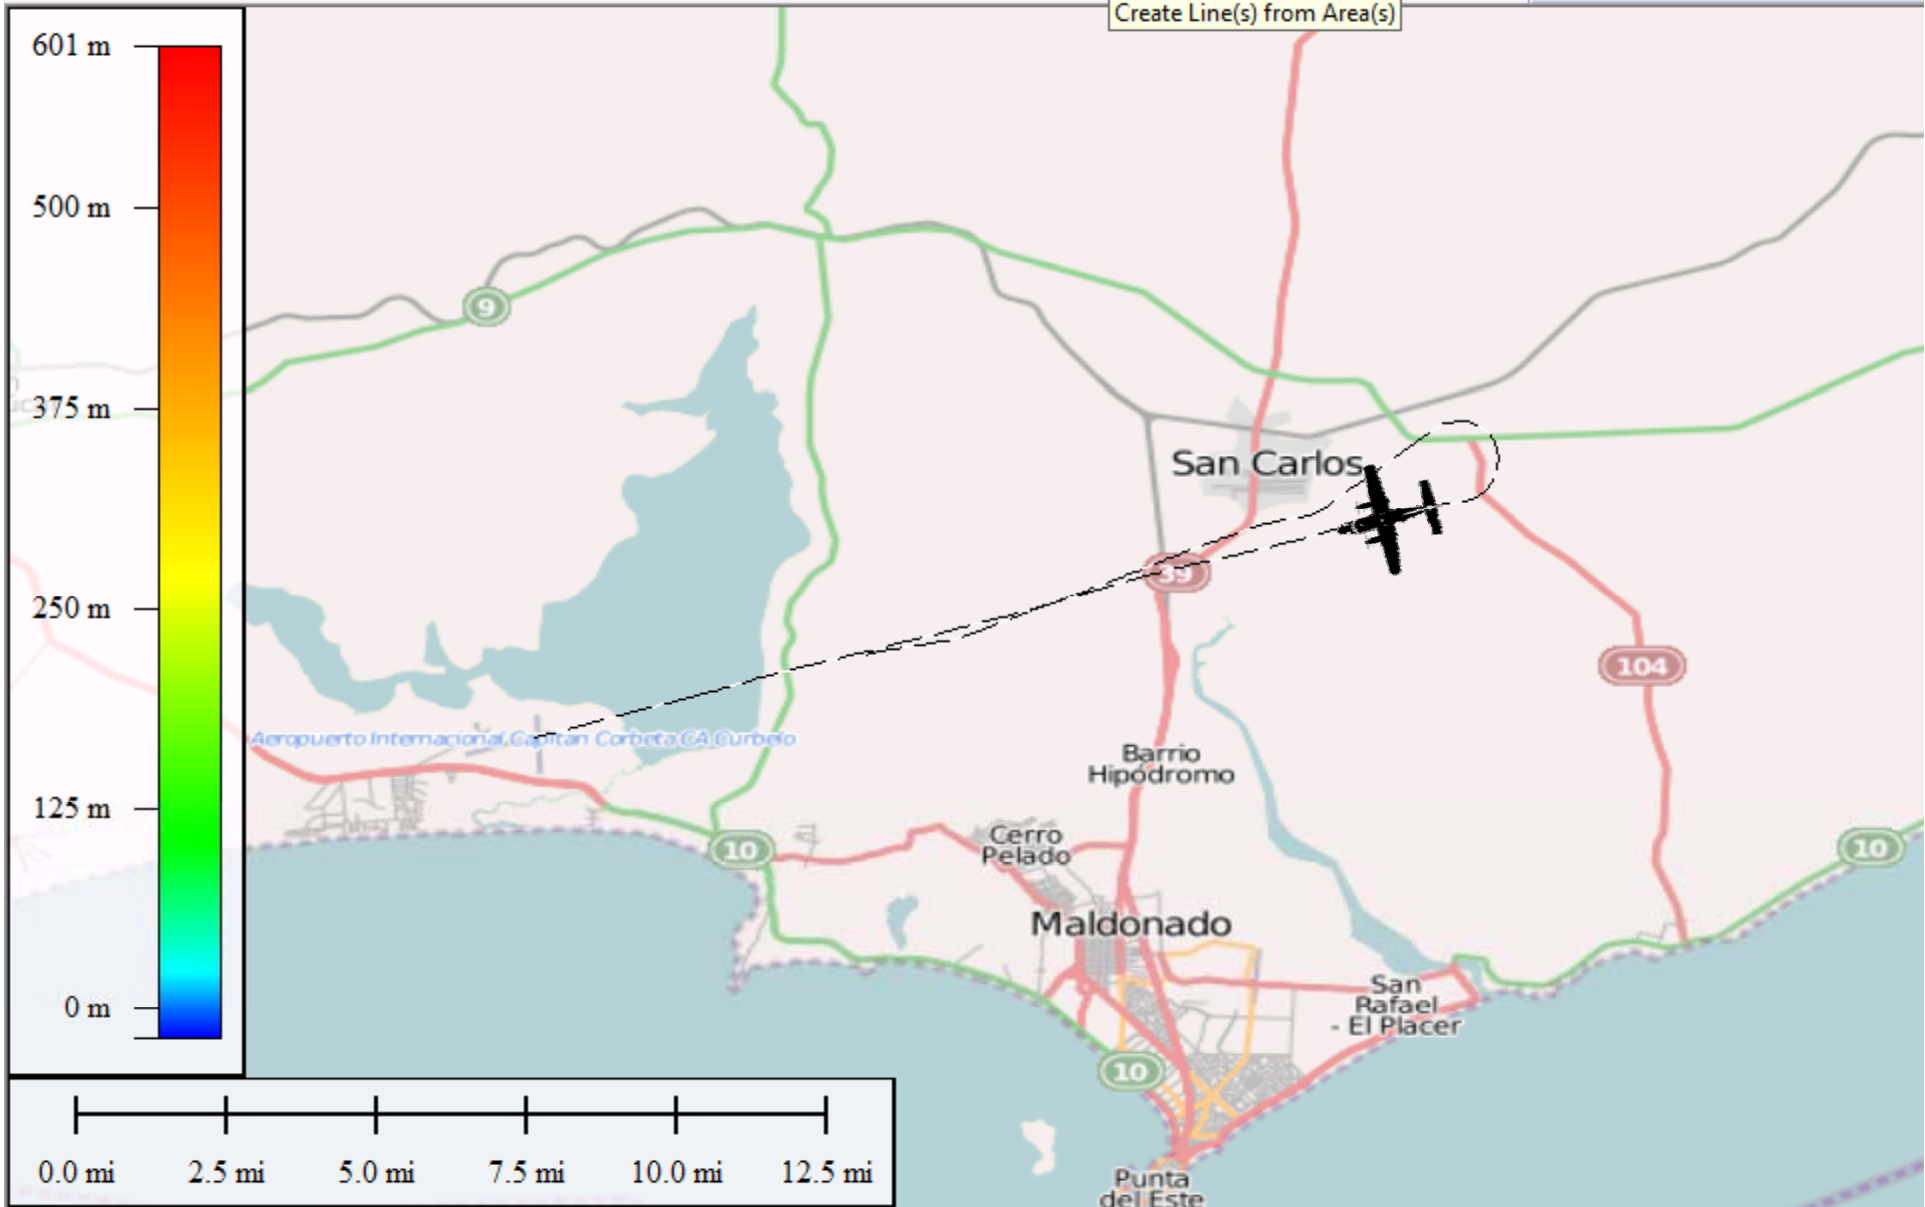 Create Line(s) from Area(s)
601 m
500 m
375 m
250 m
125 m
0 m
9
San Carlos
39
104
Aeropuerto Internacional Capitan Corbeta CA Curbelo
Barrio
Hipódromo
10
Cerro
Pelado
10
Maldonado
San
Rafael
- El Placer
10
Punta
del Este
0.0 mi
2.5 mi
5.0 mi
7.5 mi
10.0 mi
12.5 mi